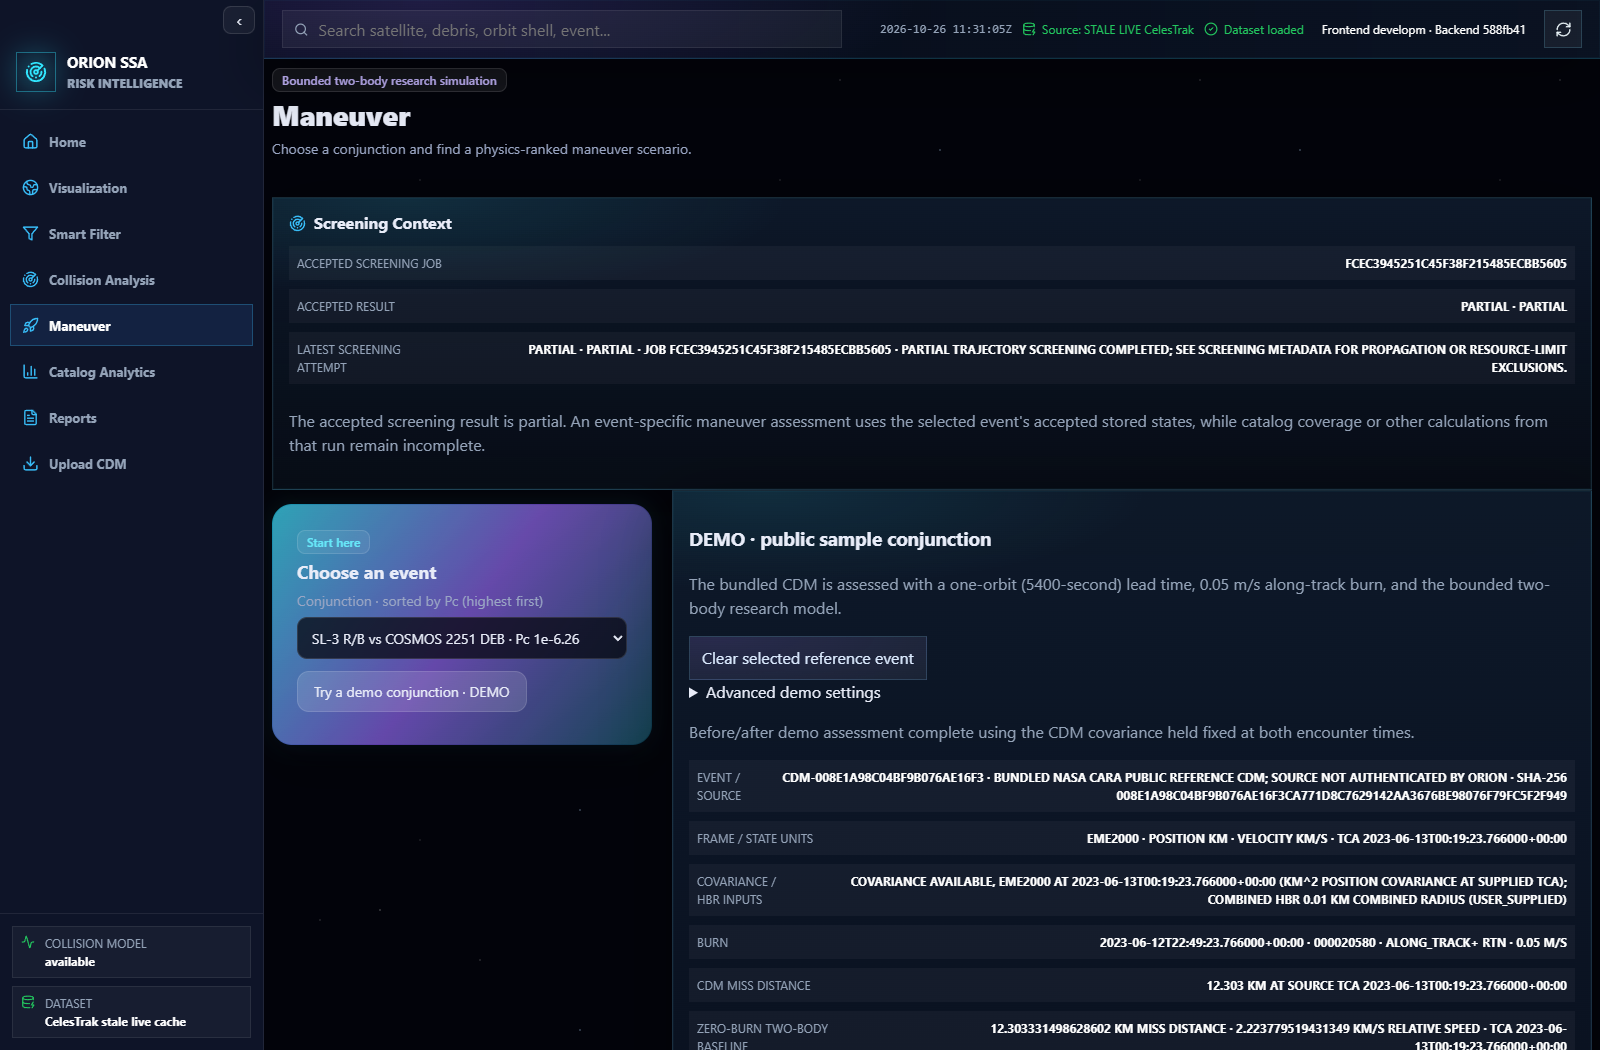 ‹
ORION SSA
RISK INTELLIGENCE
Home
Visualization
Smart Filter
Collision Analysis
Maneuver
Catalog Analytics
Reports
Upload CDM
COLLISION MODEL
available
DATASET
CelesTrak stale live cache
Search satellite, debris, orbit shell, event...
2026-10-26 11:31:05Z
Source: STALE LIVE CelesTrak
Dataset loaded
Frontend developm · Backend 588fb41
Bounded two-body research simulation
Maneuver
Choose a conjunction and find a physics-ranked maneuver scenario.
Screening Context
ACCEPTED SCREENING JOB
FCEC3945251C45F38F215485ECBB5605
ACCEPTED RESULT
PARTIAL · PARTIAL
LATEST SCREENING
ATTEMPT
PARTIAL · PARTIAL · JOB FCEC3945251C45F38F215485ECBB5605 · PARTIAL TRAJECTORY SCREENING COMPLETED; SEE SCREENING METADATA FOR PROPAGATION OR RESOURCE-LIMIT
EXCLUSIONS.
The accepted screening result is partial. An event-specific maneuver assessment uses the selected event's accepted stored states, while catalog coverage or other calculations from
that run remain incomplete.
Start here
Choose an event
Conjunction · sorted by Pc (highest first)
SL-3 R/B vs COSMOS 2251 DEB · Pc 1e-6.26
Try a demo conjunction · DEMO
DEMO · public sample conjunction
The bundled CDM is assessed with a one-orbit (5400-second) lead time, 0.05 m/s along-track burn, and the bounded two-
body research model.
Clear selected reference event
Advanced demo settings
Before/after demo assessment complete using the CDM covariance held fixed at both encounter times.
EVENT /
SOURCE
CDM-008E1A98C04BF9B076AE16F3 · BUNDLED NASA CARA PUBLIC REFERENCE CDM; SOURCE NOT AUTHENTICATED BY ORION · SHA-256
008E1A98C04BF9B076AE16F3CA771D8C7629142AA3676BE98076F79FC5F2F949
FRAME / STATE UNITS
EME2000 · POSITION KM · VELOCITY KM/S · TCA 2023-06-13T00:19:23.766000+00:00
COVARIANCE /
HBR INPUTS
COVARIANCE AVAILABLE, EME2000 AT 2023-06-13T00:19:23.766000+00:00 (KM^2 POSITION COVARIANCE AT SUPPLIED TCA);
COMBINED HBR 0.01 KM COMBINED RADIUS (USER_SUPPLIED)
BURN
2023-06-12T22:49:23.766000+00:00 · 000020580 · ALONG_TRACK+ RTN · 0.05 M/S
CDM MISS DISTANCE
12.303 KM AT SOURCE TCA 2023-06-13T00:19:23.766000+00:00
ZERO-BURN TWO-BODY
BASELINE
12.303331498628602 KM MISS DISTANCE · 2.223779519431349 KM/S RELATIVE SPEED · TCA 2023-06-
13T00:19:23.766000+00:00